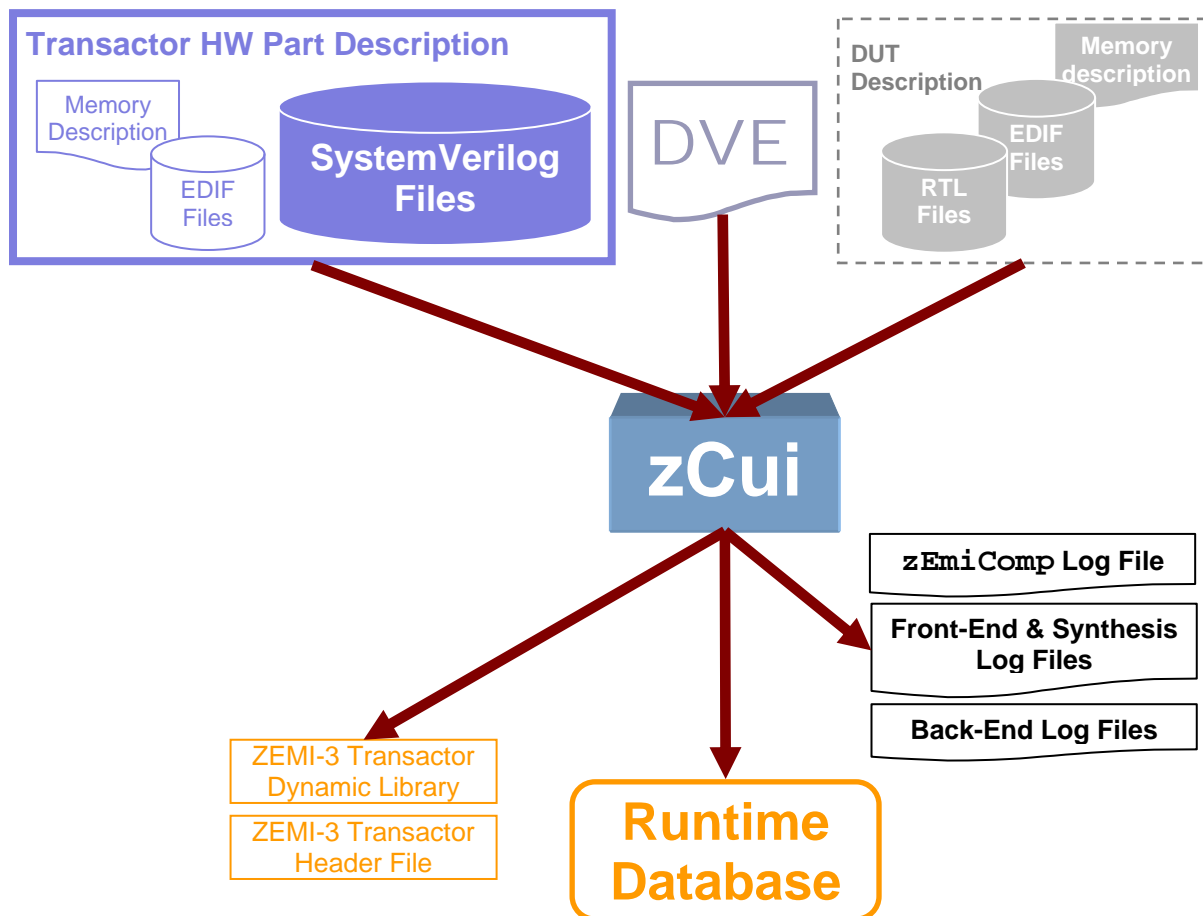 Transactor HW Part Description
Memory
Description
EDIF
Files
SystemVerilog
Files
DVE
DUT
Description
Memory
description
EDIF
Files
RTL
Files
zCui
zEmiComp Log File
Front-End & Synthesis
Log Files
Back-End Log Files
ZEMI-3 Transactor
Dynamic Library
ZEMI-3 Transactor
Header File
Runtime
Database